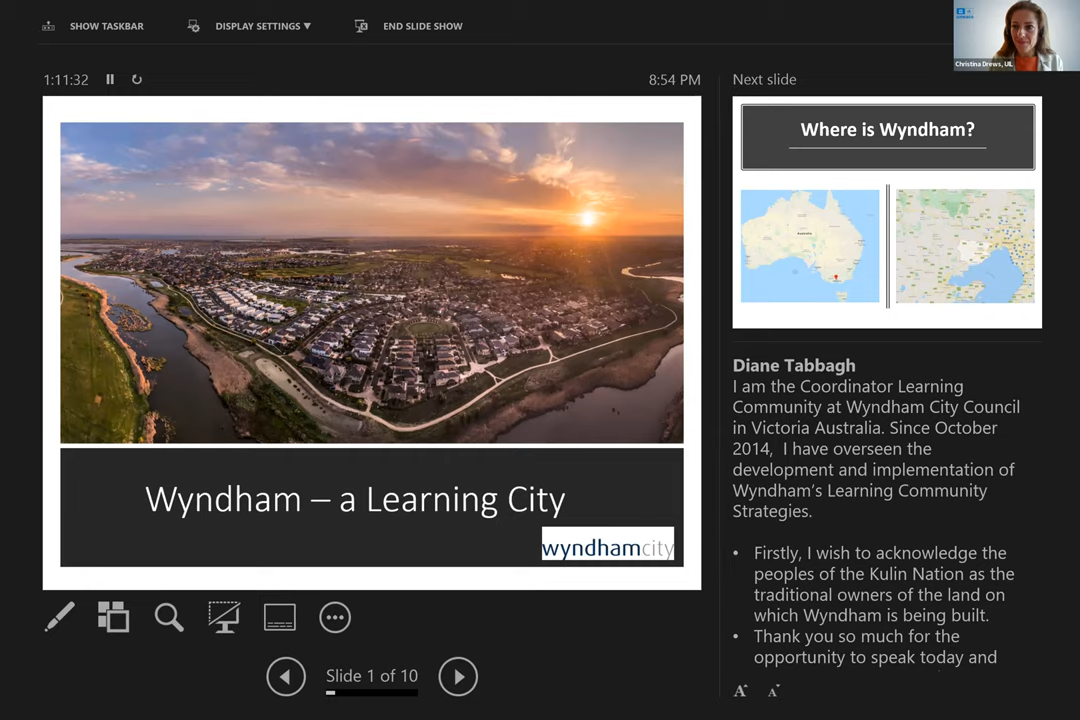 SHOW TASKBAR
DISPLAY SETTINGS ▼
END SLIDE SHOW
Christina Drews, UIL
1:11:32
8:54 PM
Wyndham – a Learning City
wyndhamcity
Slide 1 of 10
Next slide
Where is Wyndham?
Australia
Diane Tabbagh
I am the Coordinator Learning
Community at Wyndham City Council
in Victoria Australia. Since October
2014, I have overseen the
development and implementation of
Wyndham's Learning Community
Strategies.
• Firstly, I wish to acknowledge the
peoples of the Kulin Nation as the
traditional owners of the land on
which Wyndham is being built.
• Thank you so much for the
opportunity to speak today and
A A